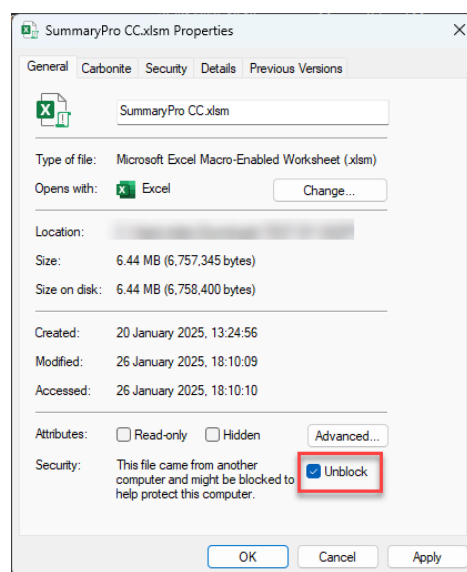 SummaryPro CC.xlsm Properties
General Carbonite Security Details Previous Versions
SummaryPro CC.xlsm
Type of file: Microsoft Excel Macro-Enabled Worksheet (.xlsm)
Opens with: Excel Change...
Location:
Size: 6.44 MB (6,757,345 bytes)
Size on disk: 6.44 MB (6,758,400 bytes)
Created: 20 January 2025, 13:24:56
Modified: 26 January 2025, 18:10:09
Accessed: 26 January 2025, 18:10:10
Attributes: Read-only Hidden Advanced...
Security: This file came from another
computer and might be blocked to
help protect this computer.
Unblock
OK Cancel Apply